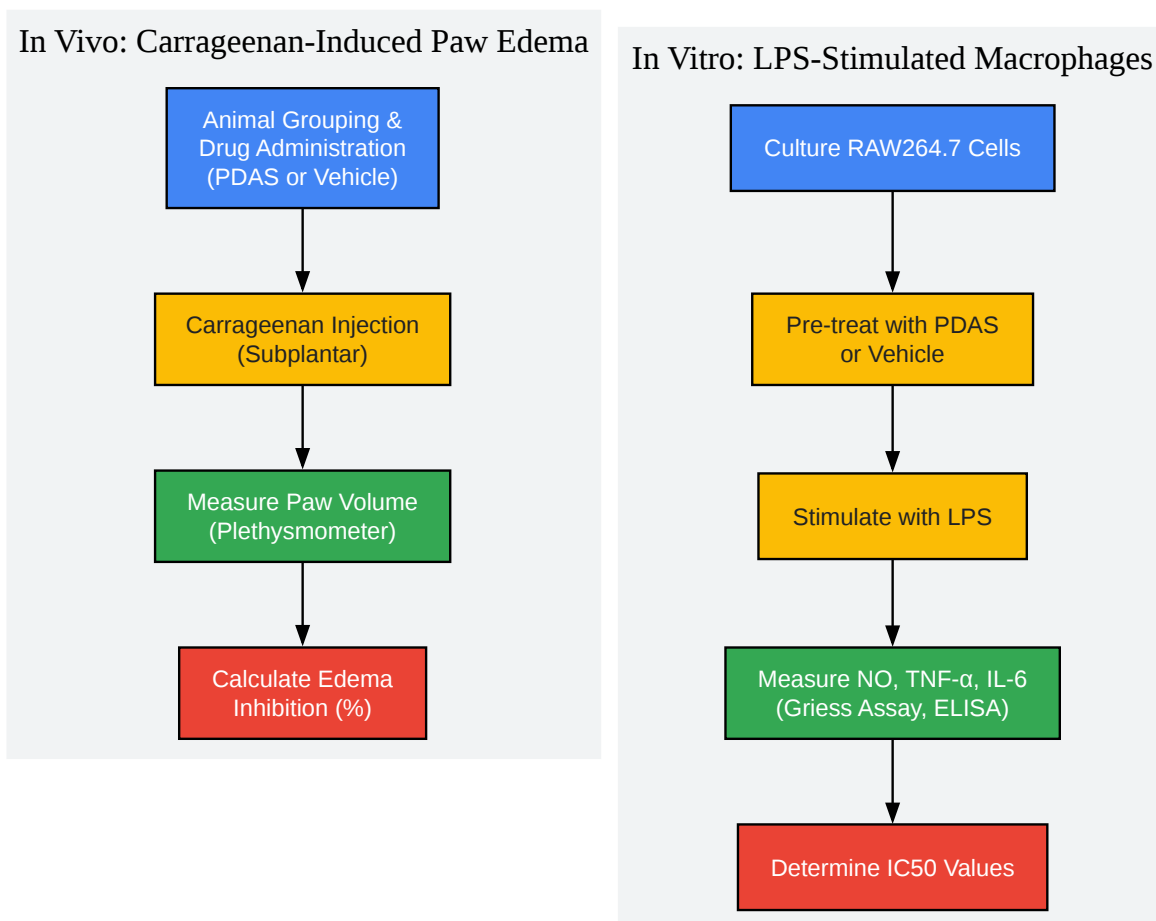 In Vivo: Carrageenan-Induced Paw Edema
Animal Grouping &
Drug Administration
(PDAS or Vehicle)
Carrageenan Injection
(Subplantar)
Measure Paw Volume
(Plethysmometer)
Calculate Edema
Inhibition (%)
In Vitro: LPS-Stimulated Macrophages
Culture RAW264.7 Cells
Pre-treat with PDAS
or Vehicle
Stimulate with LPS
Measure NO, TNF-α, IL-6
(Griess Assay, ELISA)
Determine IC50 Values